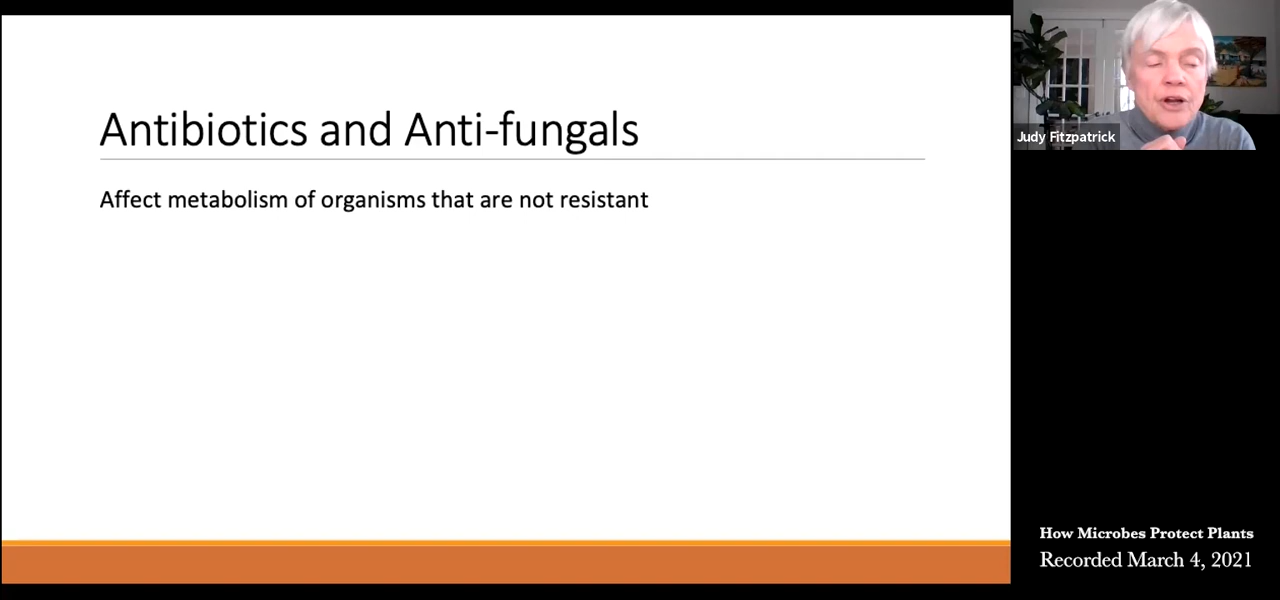 Antibiotics and Anti-fungals
Affect metabolism of organisms that are not resistant
Judy Fitzpatrick
How Microbes Protect Plants
Recorded March 4, 2021